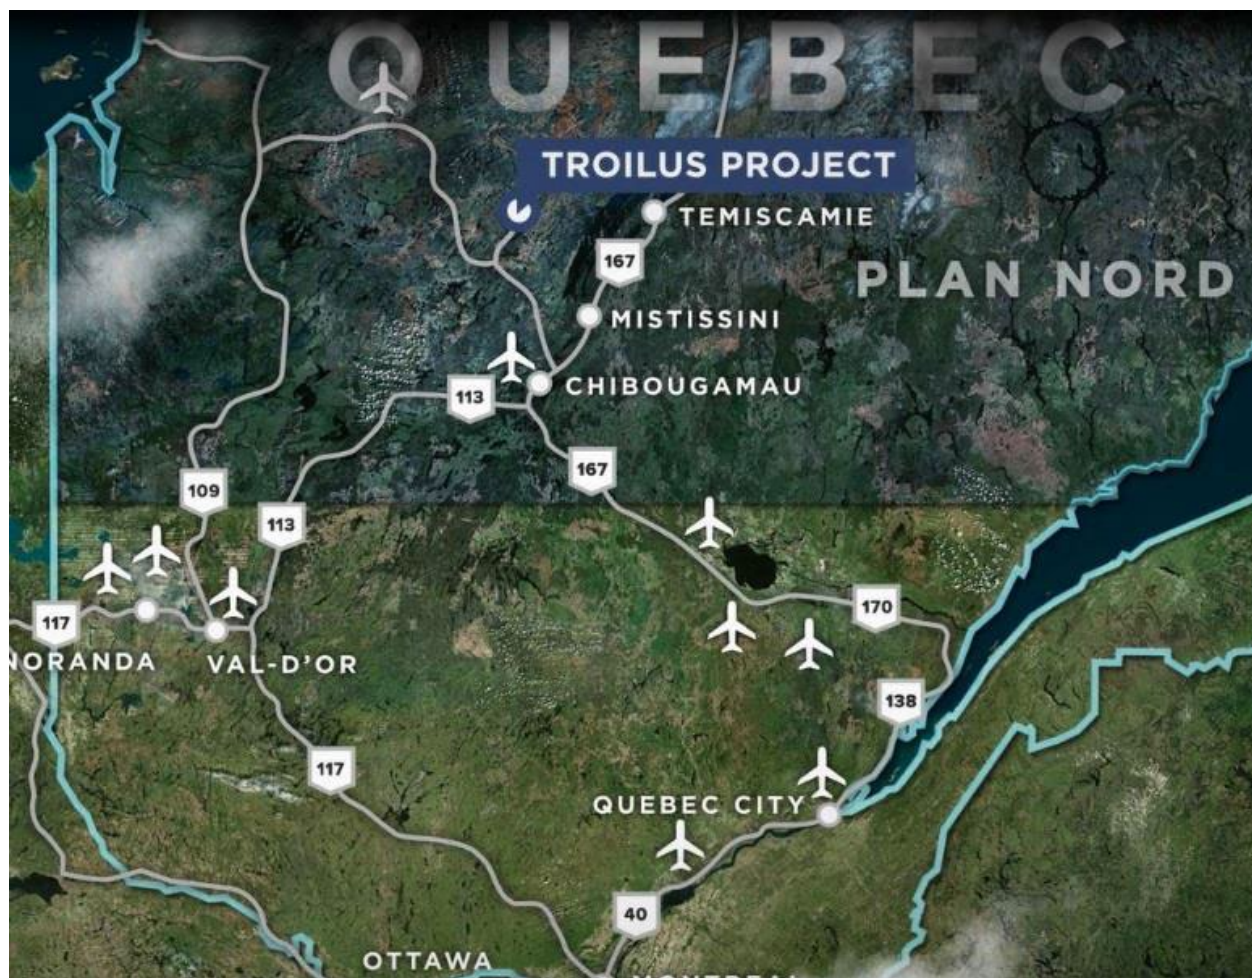 QUEBEC
TROILUS PROJECT
TEMISCAMIE
167
PLAN NORD
MISTISSINI
CHIBOUGAMAU
113
167
109
113
170
117
NORANDA
VAL-D'OR
138
117
QUEBEC CITY
40
OTTAWA
MONTREAL